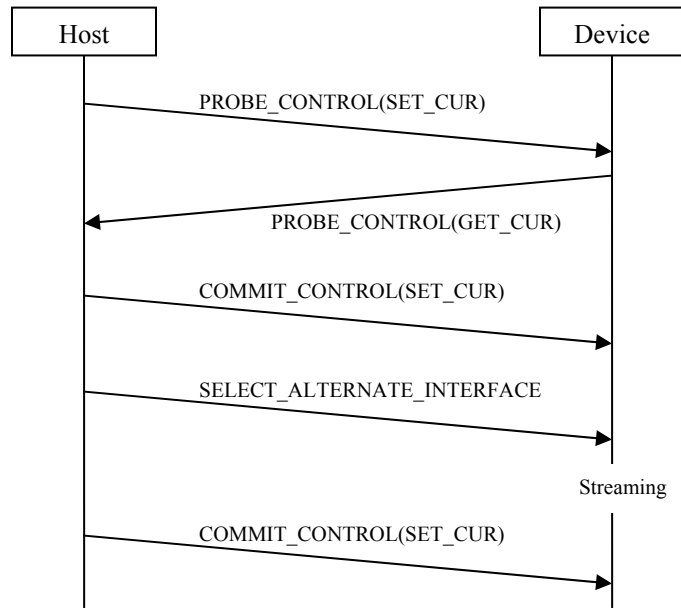 Host
Device
PROBE_CONTROL(SET_CUR)
PROBE_CONTROL(GET_CUR)
COMMIT_CONTROL(SET_CUR)
SELECT_ALTERNATE_INTERFACE
Streaming
COMMIT_CONTROL(SET_CUR)